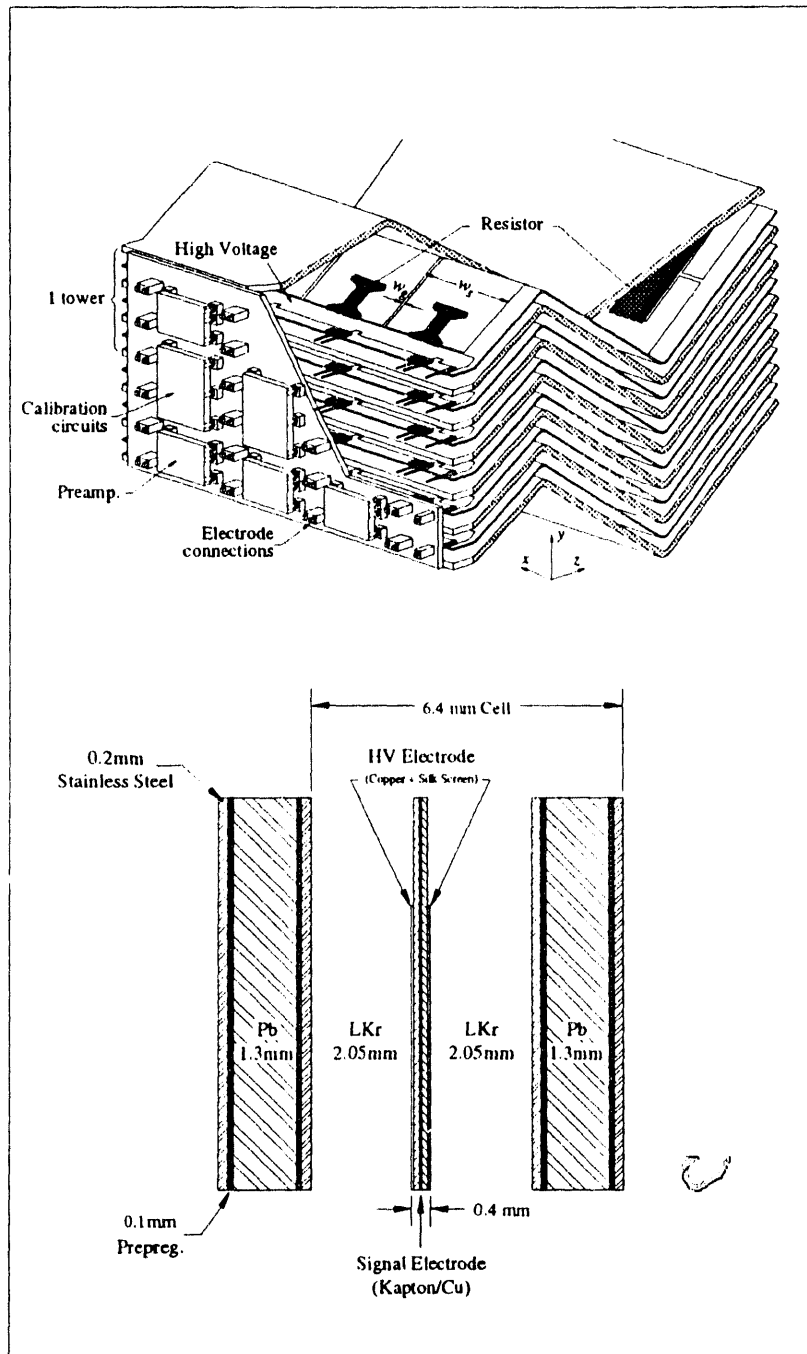 Resistor
High Voltage
1 tower
w_g
w_s
Calibration
circuits
Preamp.
Electrode
connections
y
x
z
6.4 mm Cell
0.2mm
Stainless Steel
HV Electrode
(Copper + Silk Screen)
Pb
1.3mm
LKr
2.05mm
LKr
2.05mm
Pb
1.3mm
0.1mm
Prepreg.
0.4 mm
Signal Electrode
(Kapton/Cu)